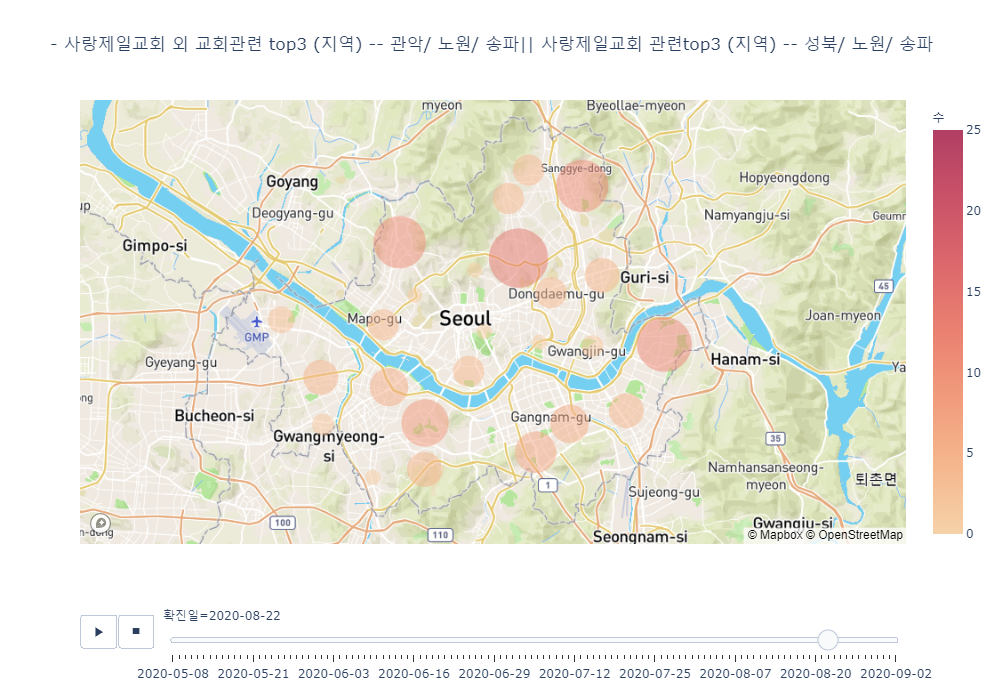 - 사랑제일교회 외 교회관련 top3 (지역) -- 관악/ 노원/ 송파|| 사랑제일교회 관련top3 (지역) -- 성북/ 노원/ 송파
myeon
Byeollae-myeon
수
25
Sanggye-dong
Goyang
Hopyeongdong
up
Deogyang-gu
Namyangju-si
Geumn
20
Gimpo-si
Guri-si
45
Dongdaemu-gu
15
Mapo-gu
Seoul
Joan-myeon
GMP
Gwangjin-gu
Gyeyang-gu
Hanam-si
Ya
10
ong
Bucheon-si
Gangnam-gu
Gwangmyeong-
si
35
5
Namhansanseong-
myeon
퇴촌면
1
Sujeong-gu
100
Gwangju-si
n-dong
110
Seongnam-si
© Mapbox © OpenStreetMap
0
확진일=2020-08-22
2020-05-08
2020-05-21
2020-06-03
2020-06-16
2020-06-29
2020-07-12
2020-07-25
2020-08-07
2020-08-20
2020-09-02